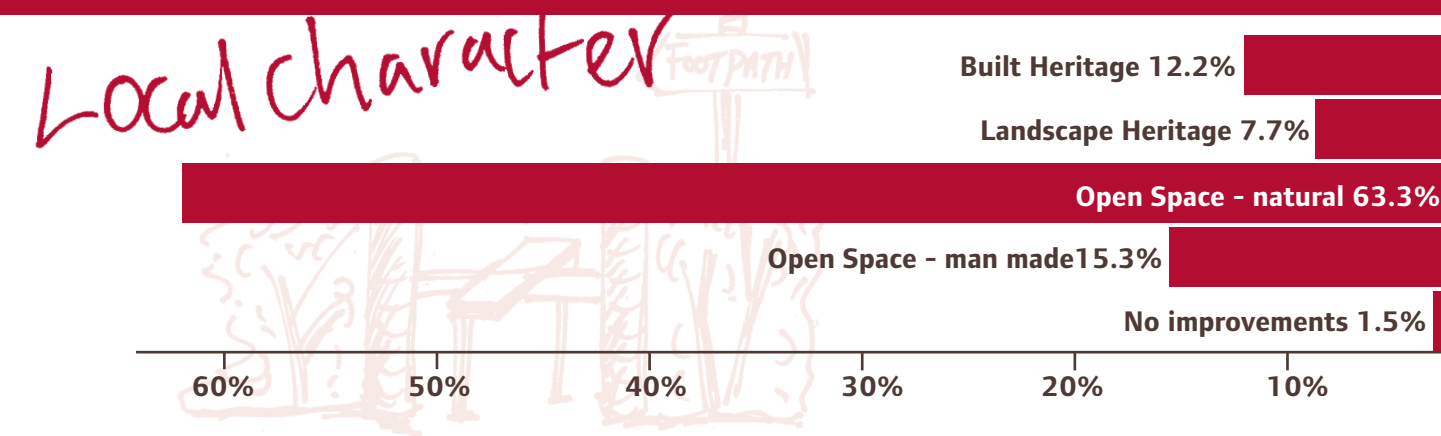 Local character
FOOTPATH
Built Heritage 12.2%
Landscape Heritage 7.7%
Open Space - natural 63.3%
Open Space - man made15.3%
No improvements 1.5%
60% 50% 40% 30% 20% 10%